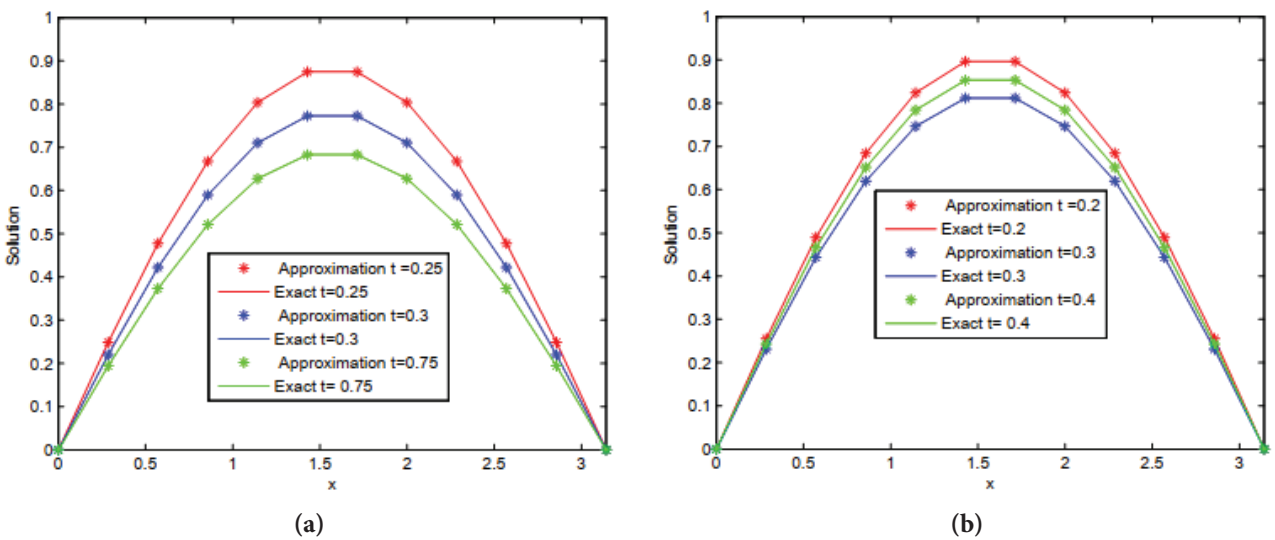 1
0.9
0.8
0.7
0.6
0.5
0.4
0.3
0.2
0.1
0
Solution
0 0.5 1 1.5 2 2.5 3
x
Approximation t =0.25
Exact t=0.25
Approximation t=0.3
Exact t=0.3
Approximation t=0.75
Exact t= 0.75
(a)
1
0.9
0.8
0.7
0.6
0.5
0.4
0.3
0.2
0.1
0
Solution
0 0.5 1 1.5 2 2.5 3
x
Approximation t =0.2
Exact t=0.2
Approximation t=0.3
Exact t=0.3
Approximation t=0.4
Exact t= 0.4
(b)